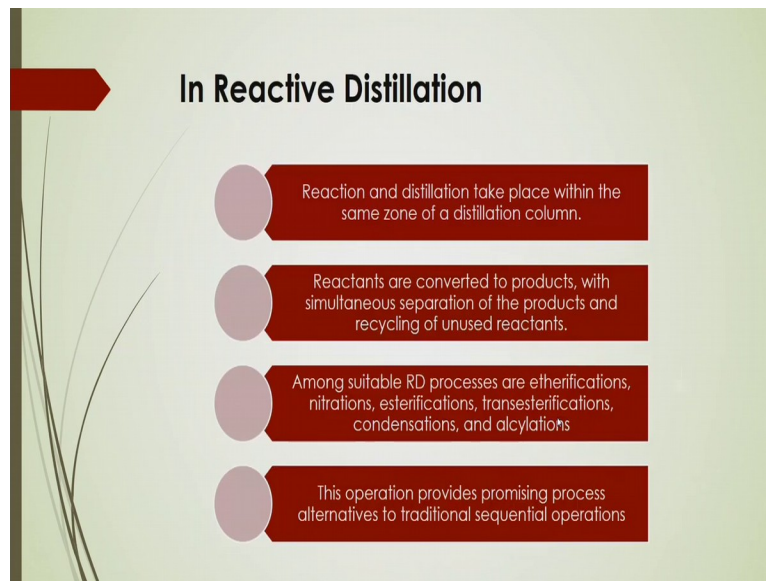 In Reactive Distillation
Reaction and distillation take place within the
same zone of a distillation column.
Reactants are converted to products, with
simultaneous separation of the products and
recycling of unused reactants.
Among suitable RD processes are etherifications,
nitrations, esterifications, transesterifications,
condensations, and alcylations
This operation provides promising process
alternatives to traditional sequential operations